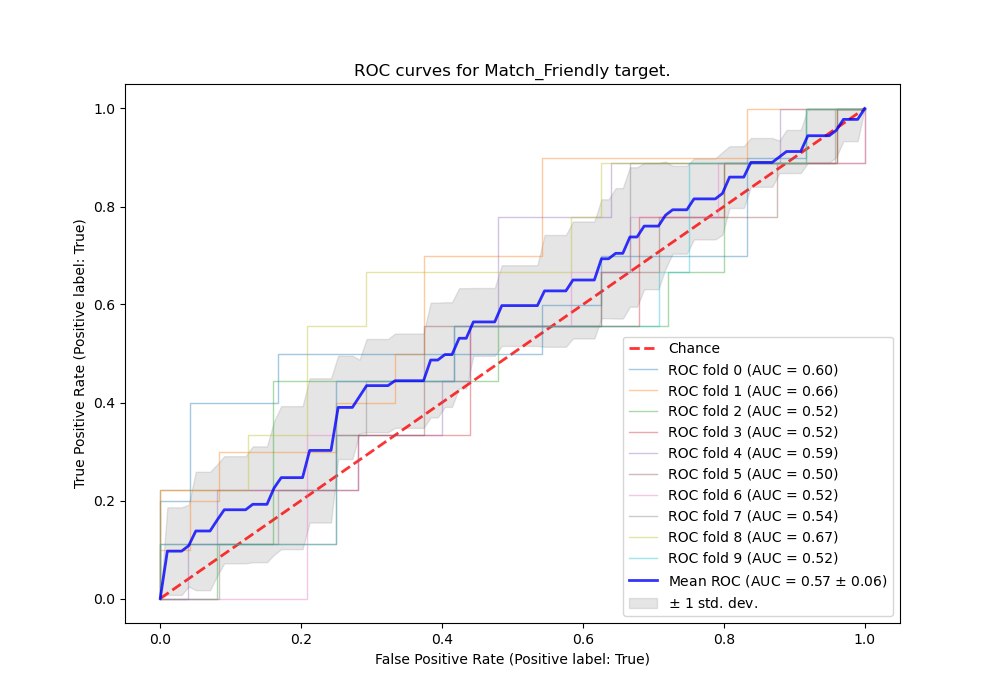 ROC curves for Match_Friendly target.
True Positive Rate (Positive label: True)
1.0
0.8
0.6
0.4
0.2
0.0
0.0 0.2 0.4 0.6 0.8 1.0
False Positive Rate (Positive label: True)
Chance
ROC fold 0 (AUC = 0.60)
ROC fold 1 (AUC = 0.66)
ROC fold 2 (AUC = 0.52)
ROC fold 3 (AUC = 0.52)
ROC fold 4 (AUC = 0.59)
ROC fold 5 (AUC = 0.50)
ROC fold 6 (AUC = 0.52)
ROC fold 7 (AUC = 0.54)
ROC fold 8 (AUC = 0.67)
ROC fold 9 (AUC = 0.52)
Mean ROC (AUC = 0.57 ± 0.06)
± 1 std. dev.